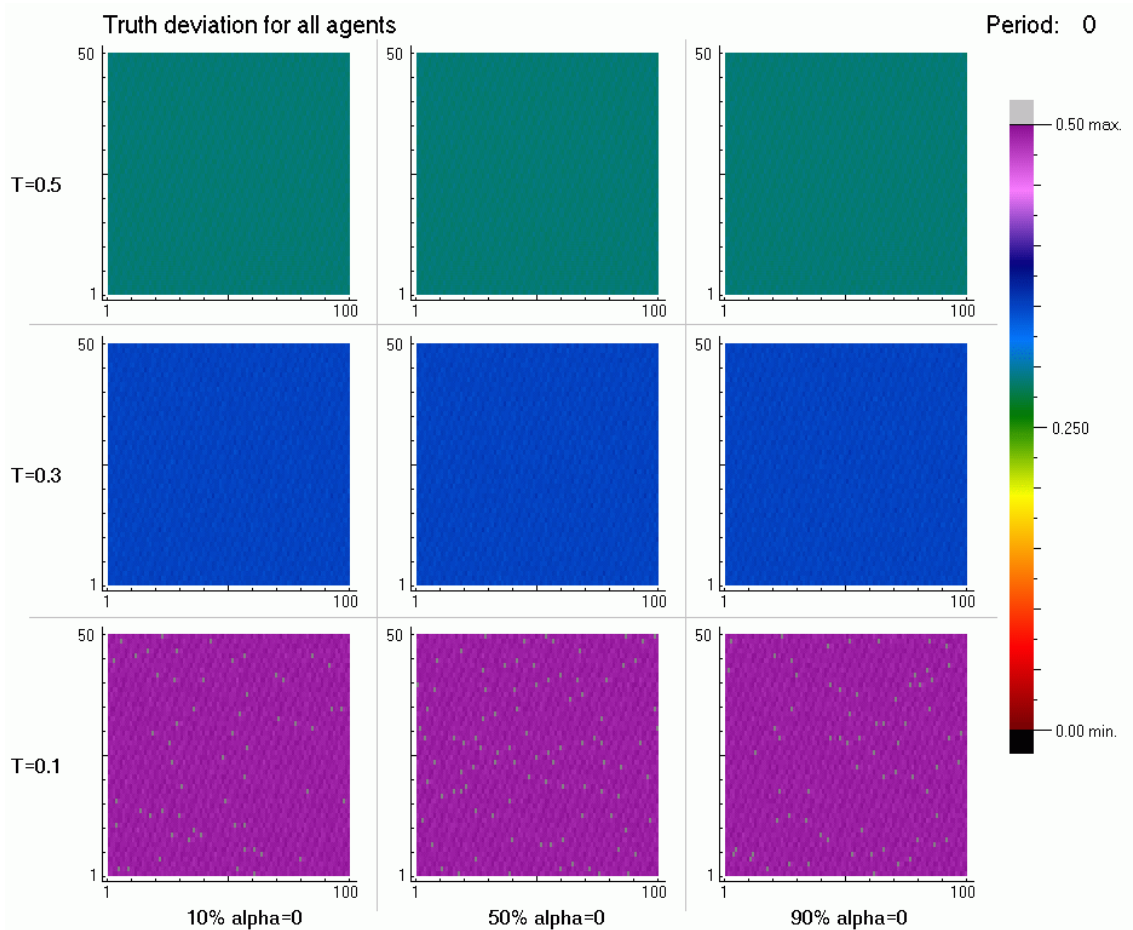 Truth deviation for all agents Period: 0
50 50 50
0.50 max.
T=0.5
1 1 1
1 100 1 100 1 100
50 50 50
0.250
T=0.3
1 1 1
1 100 1 100 1 100
50 50 50
0.00 min.
T=0.1
1 1 1
1 100 1 100 1 100
10% alpha=0 50% alpha=0 90% alpha=0